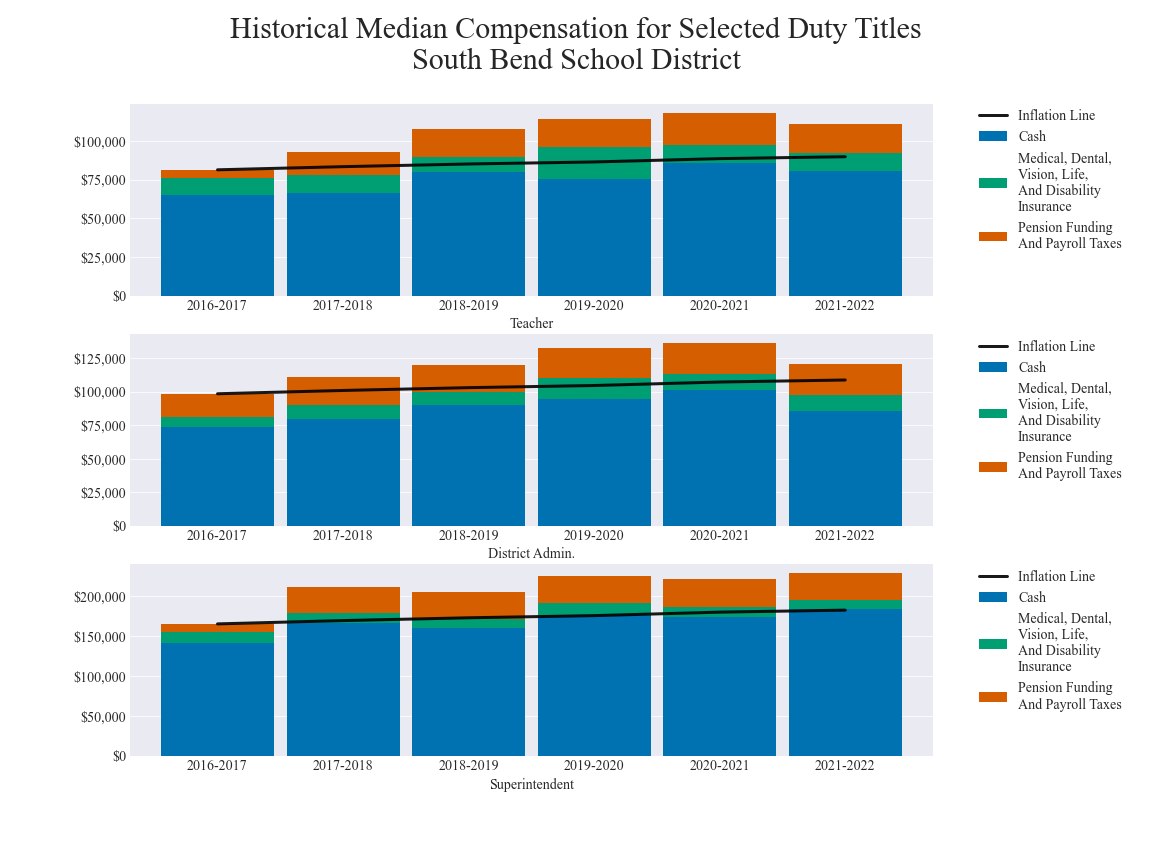 Historical Median Compensation for Selected Duty Titles
South Bend School District
$100,000
$75,000
$50,000
$25,000
$0
2016-2017 2017-2018 2018-2019 2019-2020 2020-2021 2021-2022
Teacher
Inflation Line
Cash
Medical, Dental,
Vision, Life,
And Disability
Insurance
Pension Funding
And Payroll Taxes
$125,000
$100,000
$75,000
$50,000
$25,000
$0
2016-2017 2017-2018 2018-2019 2019-2020 2020-2021 2021-2022
District Admin.
Inflation Line
Cash
Medical, Dental,
Vision, Life,
And Disability
Insurance
Pension Funding
And Payroll Taxes
$200,000
$150,000
$100,000
$50,000
$0
2016-2017 2017-2018 2018-2019 2019-2020 2020-2021 2021-2022
Superintendent
Inflation Line
Cash
Medical, Dental,
Vision, Life,
And Disability
Insurance
Pension Funding
And Payroll Taxes